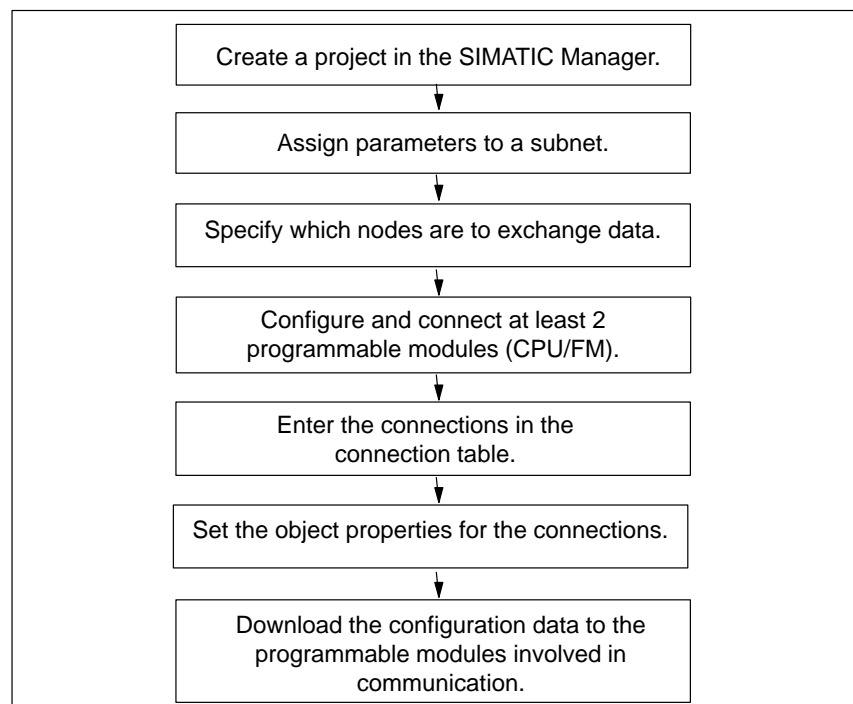 Create a project in the SIMATIC Manager.
Assign parameters to a subnet.
Specify which nodes are to exchange data.
Configure and connect at least 2
programmable modules (CPU/FM).
Enter the connections in the
connection table.
Set the object properties for the connections.
Download the configuration data to the
programmable modules involved in
communication.